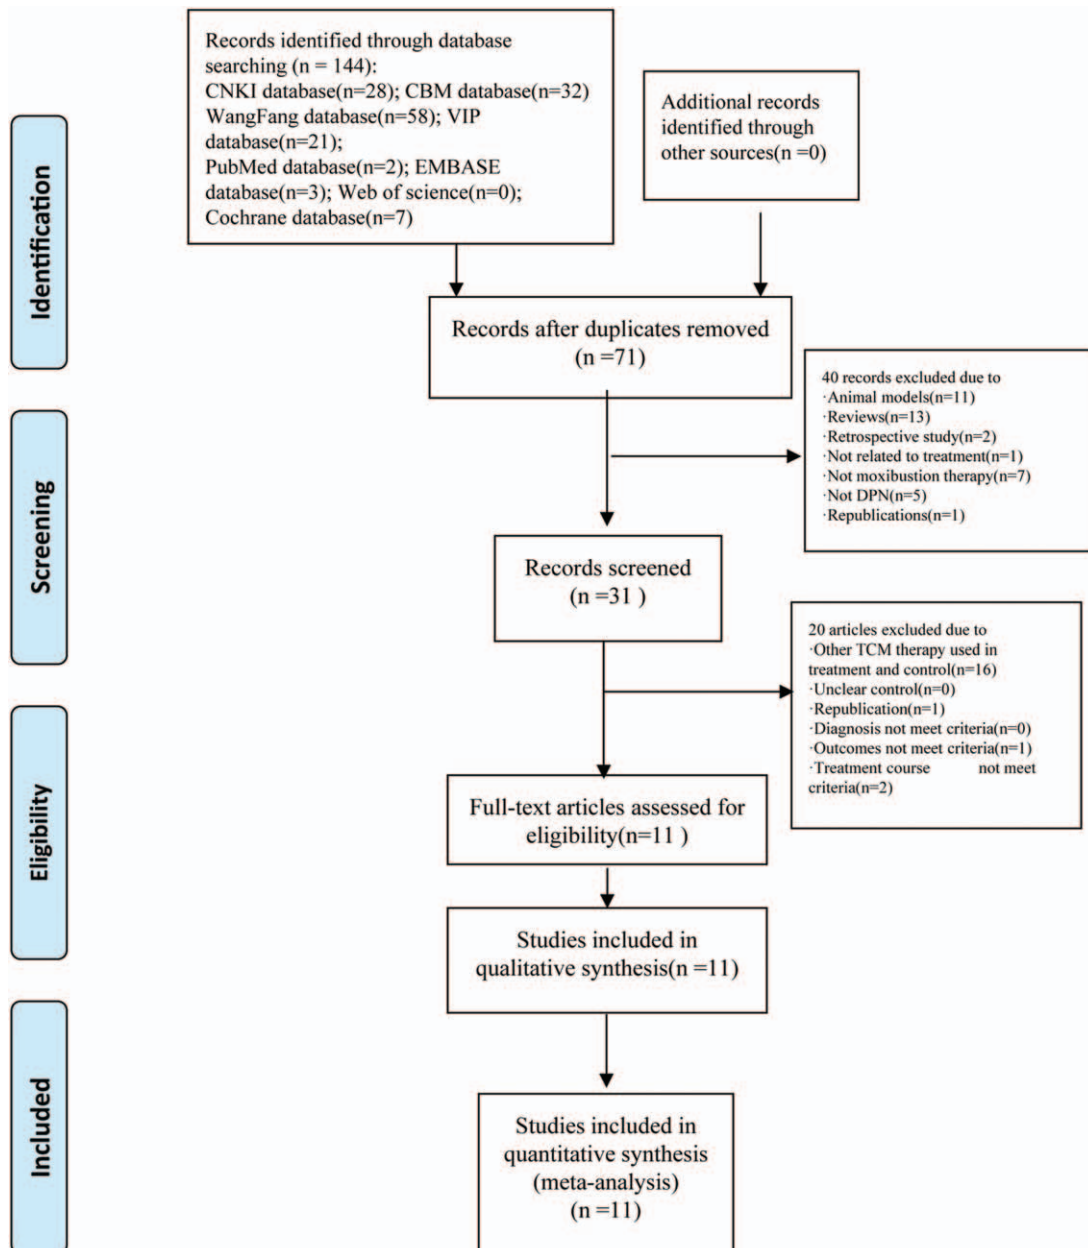 Records identified through database
searching (n = 144):
CNKI database(n=28); CBM database(n=32)
WangFang database(n=58); VIP
database(n=21);
PubMed database(n=2); EMBASE
database(n=3); Web of science(n=0);
Cochrane database(n=7)
Additional records
identified through
other sources(n =0)
Identification
Records after duplicates removed
(n =71)
40 records excluded due to
·Animal models(n=11)
·Reviews(n=13)
·Retrospective study(n=2)
·Not related to treatment(n=1)
·Not moxibustion therapy(n=7)
·Not DPN(n=5)
·Republications(n=1)
Screening
Records screened
(n =31 )
20 articles excluded due to
·Other TCM therapy used in
treatment and control(n=16)
·Unclear control(n=0)
·Republication(n=1)
·Diagnosis not meet criteria(n=0)
·Outcomes not meet criteria(n=1)
·Treatment course not meet
criteria(n=2)
Eligibility
Full-text articles assessed for
eligibility(n=11 )
Studies included in
qualitative synthesis(n =11)
Included
Studies included in
quantitative synthesis
(meta-analysis)
(n =11)